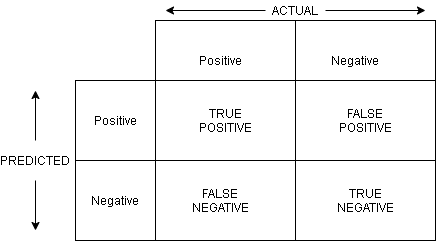 ACTUAL
Positive Negative
Positive TRUE FALSE
POSITIVE POSITIVE
PREDICTED
Negative FALSE TRUE
NEGATIVE NEGATIVE